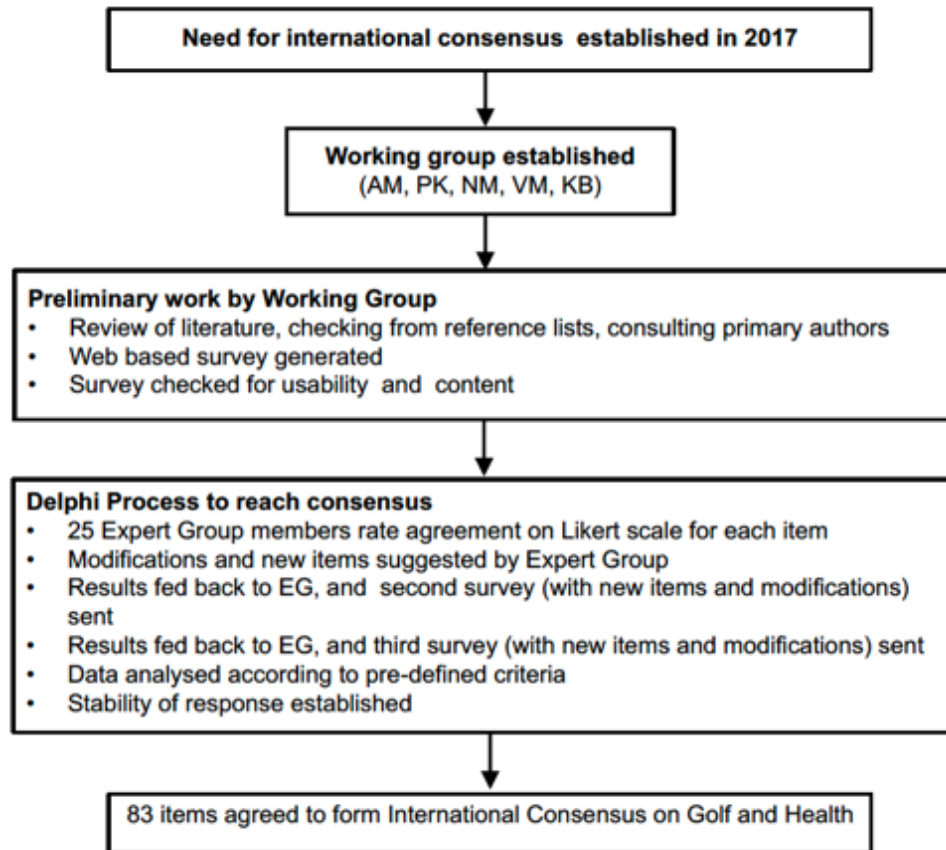 Need for international consensus established in 2017
Working group established
(AM, PK, NM, VM, KB)
Preliminary work by Working Group
• Review of literature, checking from reference lists, consulting primary authors
• Web based survey generated
• Survey checked for usability and content
Delphi Process to reach consensus
• 25 Expert Group members rate agreement on Likert scale for each item
• Modifications and new items suggested by Expert Group
• Results fed back to EG, and second survey (with new items and modifications)
sent
• Results fed back to EG, and third survey (with new items and modifications) sent
• Data analysed according to pre-defined criteria
• Stability of response established
83 items agreed to form International Consensus on Golf and Health